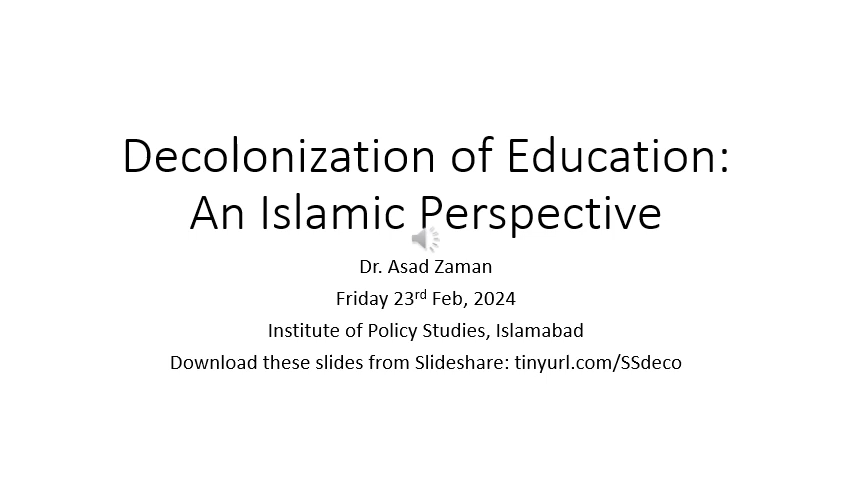 Decolonization of Education:
An Islamic Perspective
Dr. Asad Zaman
Friday 23rd Feb, 2024
Institute of Policy Studies, Islamabad
Download these slides from Slideshare: tinyurl.com/SSdeco